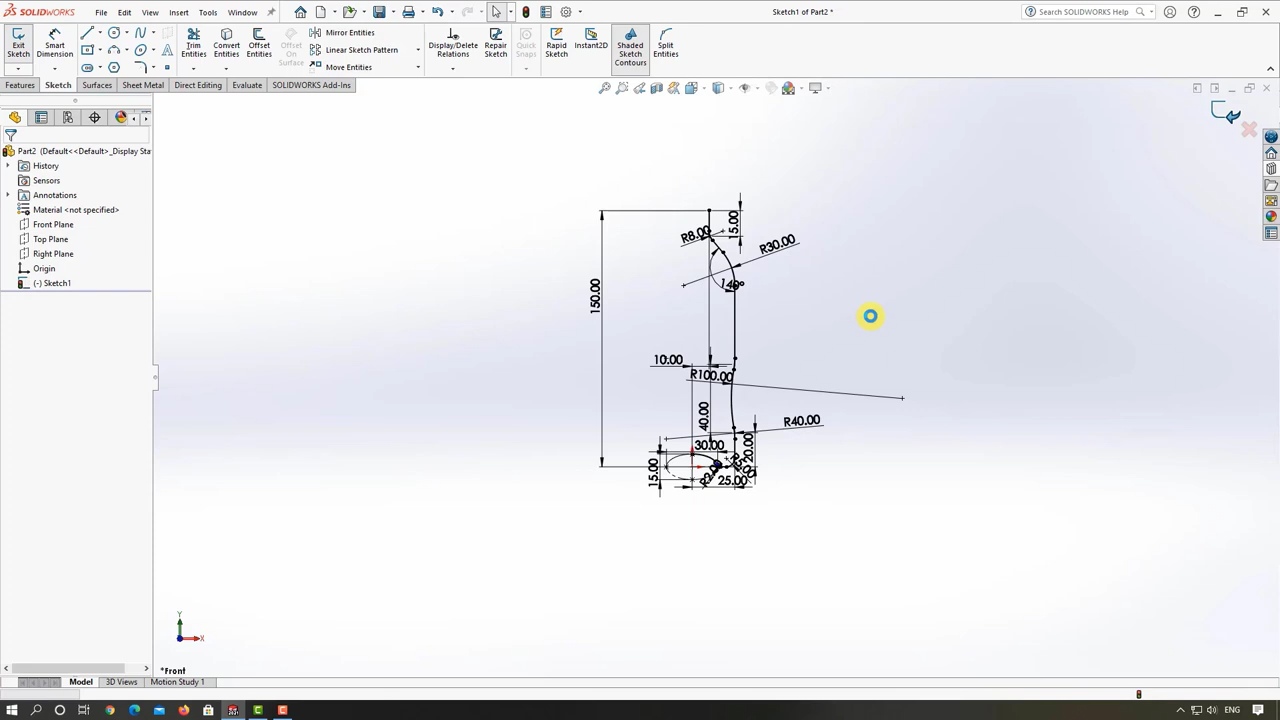 SOLIDWORKS File Edit View Insert Tools Window Sketch1 of Part2 * Search SOLIDWORKS Help
Exit Sketch Smart Dimension Trim Entities Convert Entities Offset Entities Offset On Surface Mirror Entities Display/Delete Relations Repair Sketch Quick Snaps Rapid Sketch Instant2D Shaded Sketch Contours Split Entities
Linear Sketch Pattern
Move Entities
Features Sketch Sheet Metal Surfaces Direct Editing Evaluate SOLIDWORKS Add-Ins
Part2 (Default<<Default>_Display Sta
History
Sensors
Annotations
Material <not specified>
Front Plane
Top Plane
Right Plane
Origin
(-) Sketch1
15.00
R8.00
R30.00
140°
150.00
10.00
R100.00
40.00
R40.00
30.00
20.00
15.00
25.00
Y
X
*Front
Model 3D Views Motion Study 1
ENG